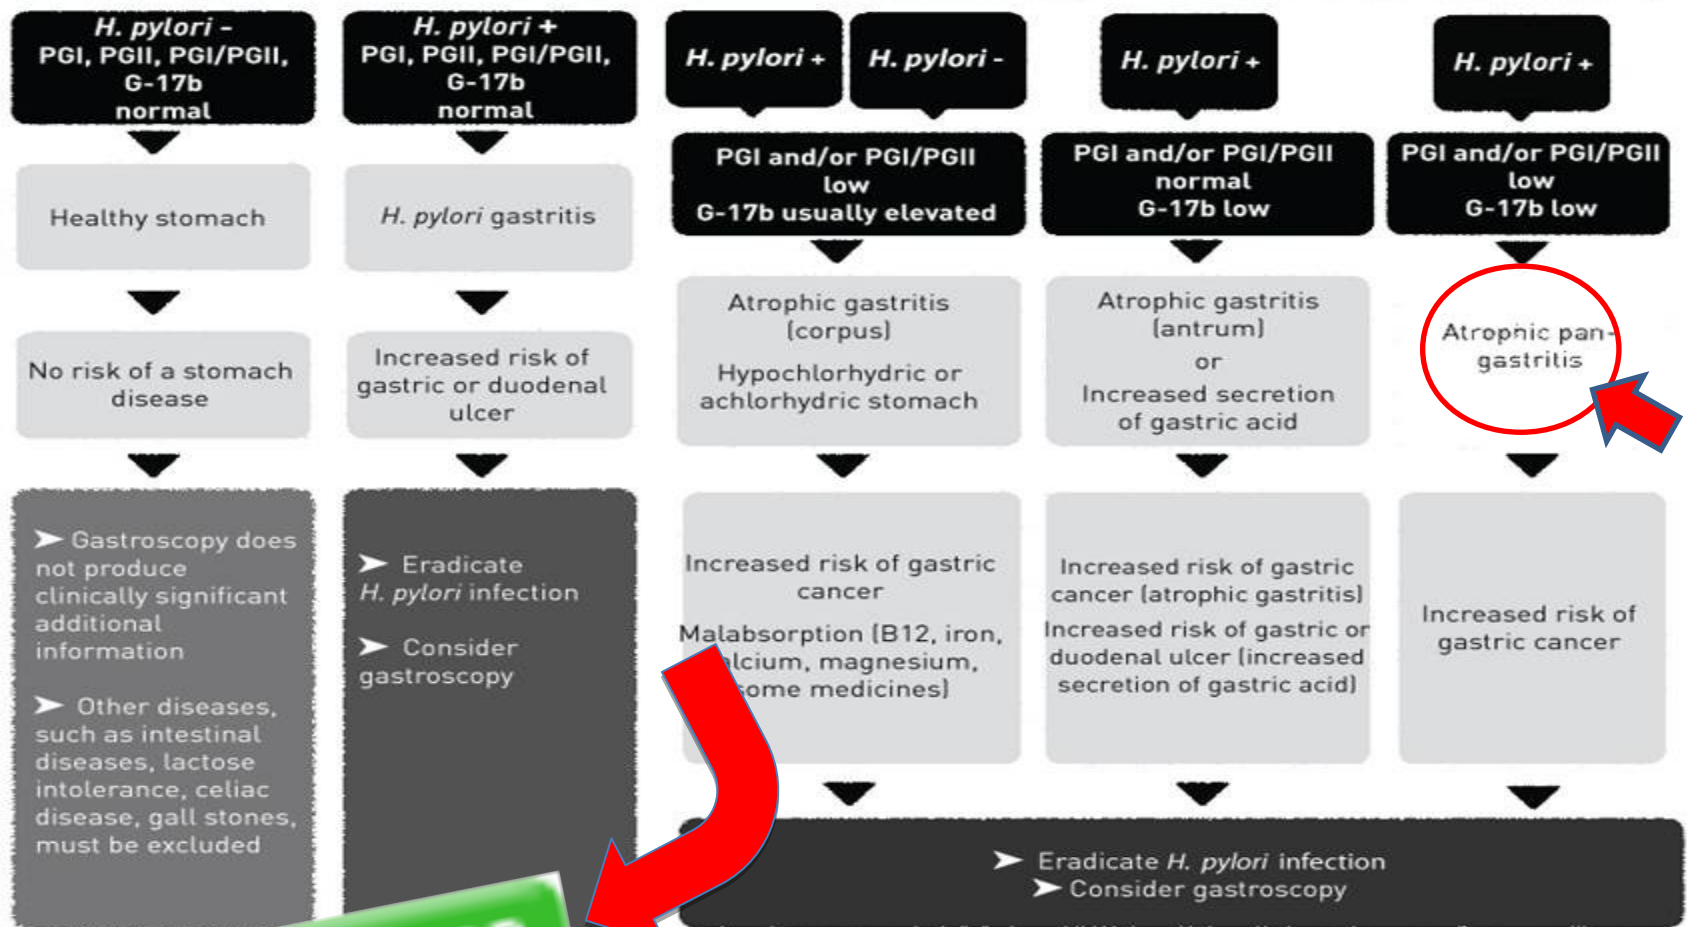 H. pylori -
PGI, PGII, PGI/PGII,
G-17b
normal
Healthy stomach
No risk of a stomach
disease
➤ Gastroscopy does
not produce
clinically significant
additional
information
➤ Other diseases,
such as intestinal
diseases, lactose
intolerance, celiac
disease, gall stones,
must be excluded
H. pylori +
PGI, PGII, PGI/PGII,
G-17b
normal
H. pylori gastritis
Increased risk of
gastric or duodenal
ulcer
➤ Eradicate
H. pylori infection
➤ Consider
gastroscopy
H. pylori +
H. pylori -
PGI and/or PGI/PGII
low
G-17b usually elevated
Atrophic gastritis
(corpus)
Hypochlorhydric or
achlorhydric stomach
Increased risk of gastric
cancer
Malabsorption (B12, iron,
alcium, magnesium,
some medicines)
H. pylori +
PGI and/or PGI/PGII
normal
G-17b low
Atrophic gastritis
(antrum)
or
Increased secretion
of gastric acid
Increased risk of gastric
cancer (atrophic gastritis)
Increased risk of gastric or
duodenal ulcer (increased
secretion of gastric acid)
H. pylori +
PGI and/or PGI/PGII
low
G-17b low
Atrophic pan-
gastritis
Increased risk of
gastric cancer
➤ Eradicate H. pylori infection
➤ Consider gastroscopy